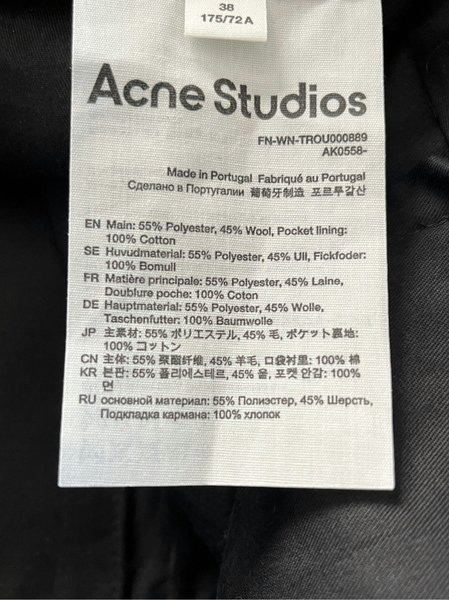 38
175/72 A
Acne Studios
FN-WN-TROU000889
AK0558-
Made in Portugal Fabriqué au Portugal
Сделано в Португалии 葡萄牙制造 포르투갈산
EN Main: 55% Polyester, 45% Wool, Pocket lining:
100% Cotton
SE Huvudmaterial: 55% Polyester, 45% Ull, Fickfoder:
100% Bomull
FR Matière principale: 55% Polyester, 45% Laine,
Doublure poche: 100% Coton
DE Hauptmaterial: 55% Polyester, 45% Wolle,
Taschenfutter: 100% Baumwolle
JP 主素材: 55% ポリエステル, 45% 毛, ポケット裏地:
100% コットン
CN 主体: 55% 聚酯纤维, 45% 羊毛, 口袋衬里: 100% 棉
KR 본판: 55% 폴리에스테르, 45% 울, 포켓 안감: 100%
면
RU основной материал: 55% Полиэстер, 45% Шерсть,
Подкладка кармана: 100% хлопок